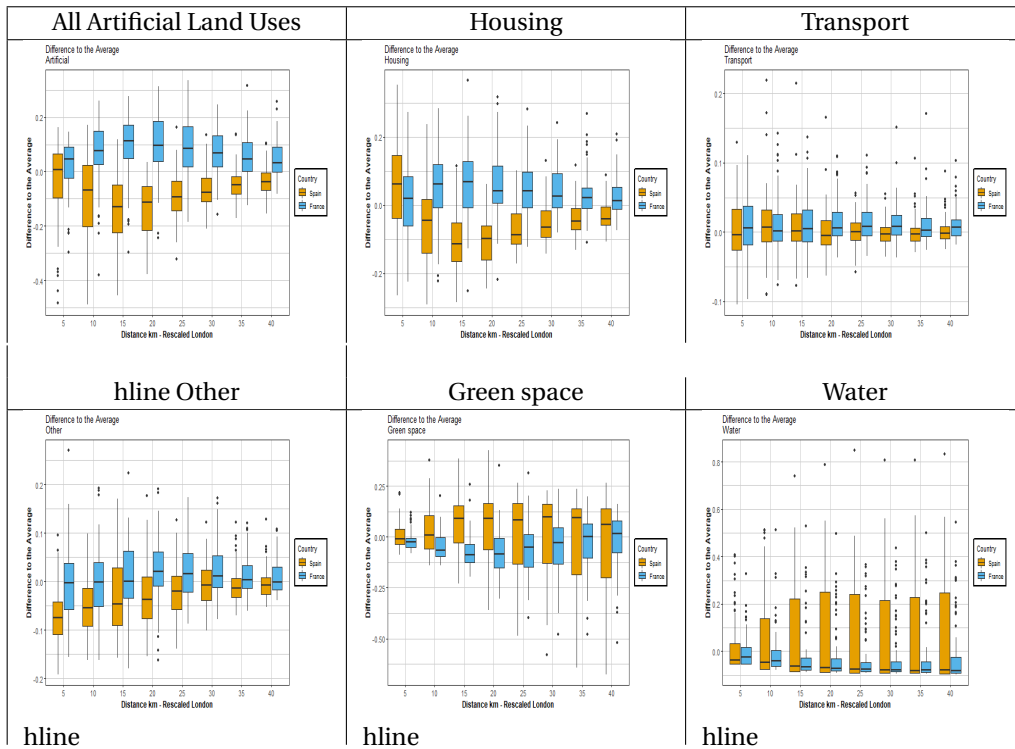 All Artificial Land Uses
Housing
Transport
Difference to the Average
Artificial
Difference to the Average
0.2
0.0
-0.2
-0.4
5 10 15 20 25 30 35 40
Distance km - Rescaled London
Country
Spain
France
Difference to the Average
Housing
Difference to the Average
0.2
0.0
-0.2
5 10 15 20 25 30 35 40
Distance km - Rescaled London
Country
Spain
France
Difference to the Average
Transport
Difference to the Average
0.2
0.1
0.0
-0.1
5 10 15 20 25 30 35 40
Distance km - Rescaled London
Country
Spain
France
hline Other
Green space
Water
Difference to the Average
Other
Difference to the Average
0.2
0.1
0.0
-0.1
-0.2
5 10 15 20 25 30 35 40
Distance km - Rescaled London
Country
Spain
France
Difference to the Average
Green space
Difference to the Average
0.25
0.00
-0.50
5 10 15 20 25 30 35 40
Distance km - Rescaled London
Country
Spain
France
Difference to the Average
Water
Difference to the Average
0.8
0.6
0.4
0.0
5 10 15 20 25 30 35 40
Distance km - Rescaled London
Country
Spain
France
hline
hline
hline